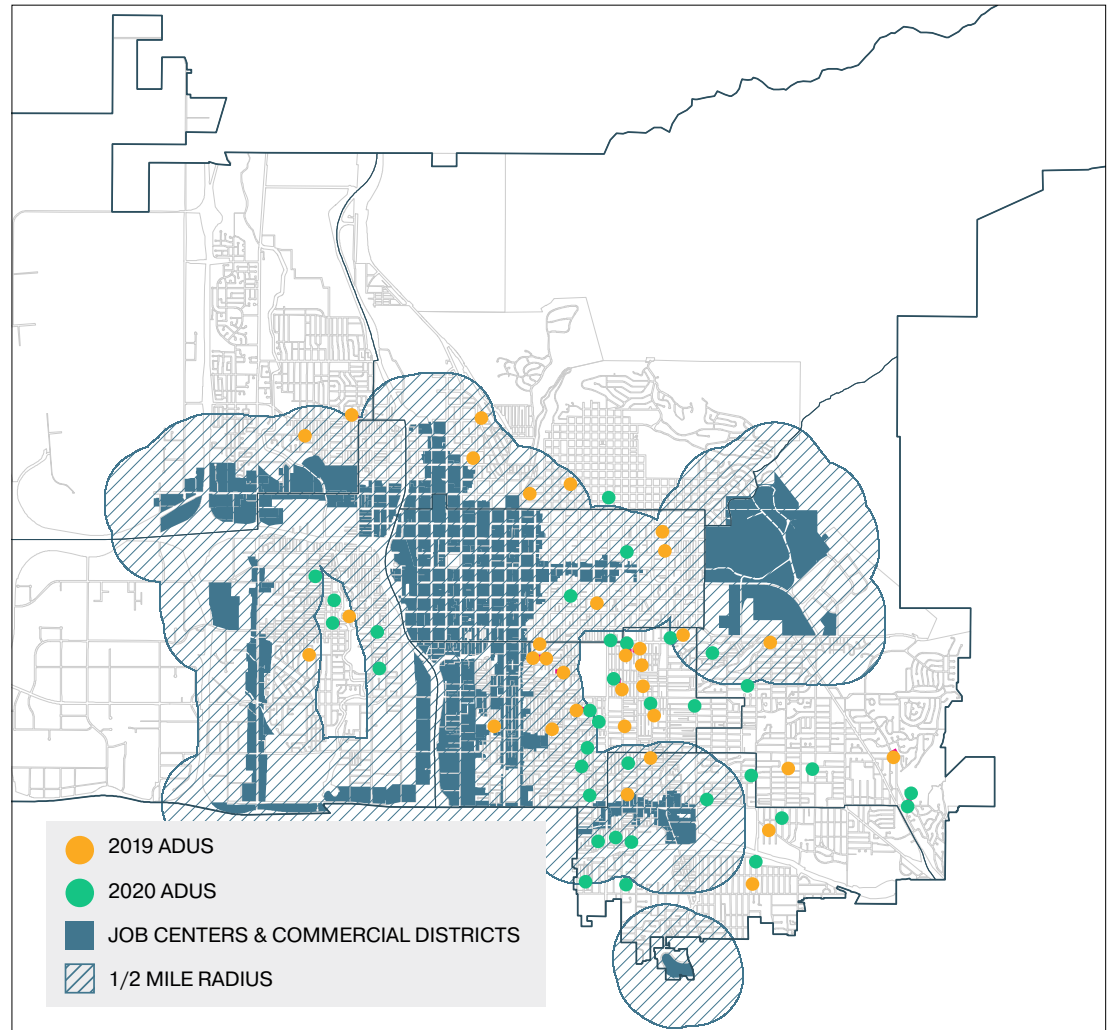 2019 ADUS
2020 ADUS
JOB CENTERS & COMMERCIAL DISTRICTS
1/2 MILE RADIUS